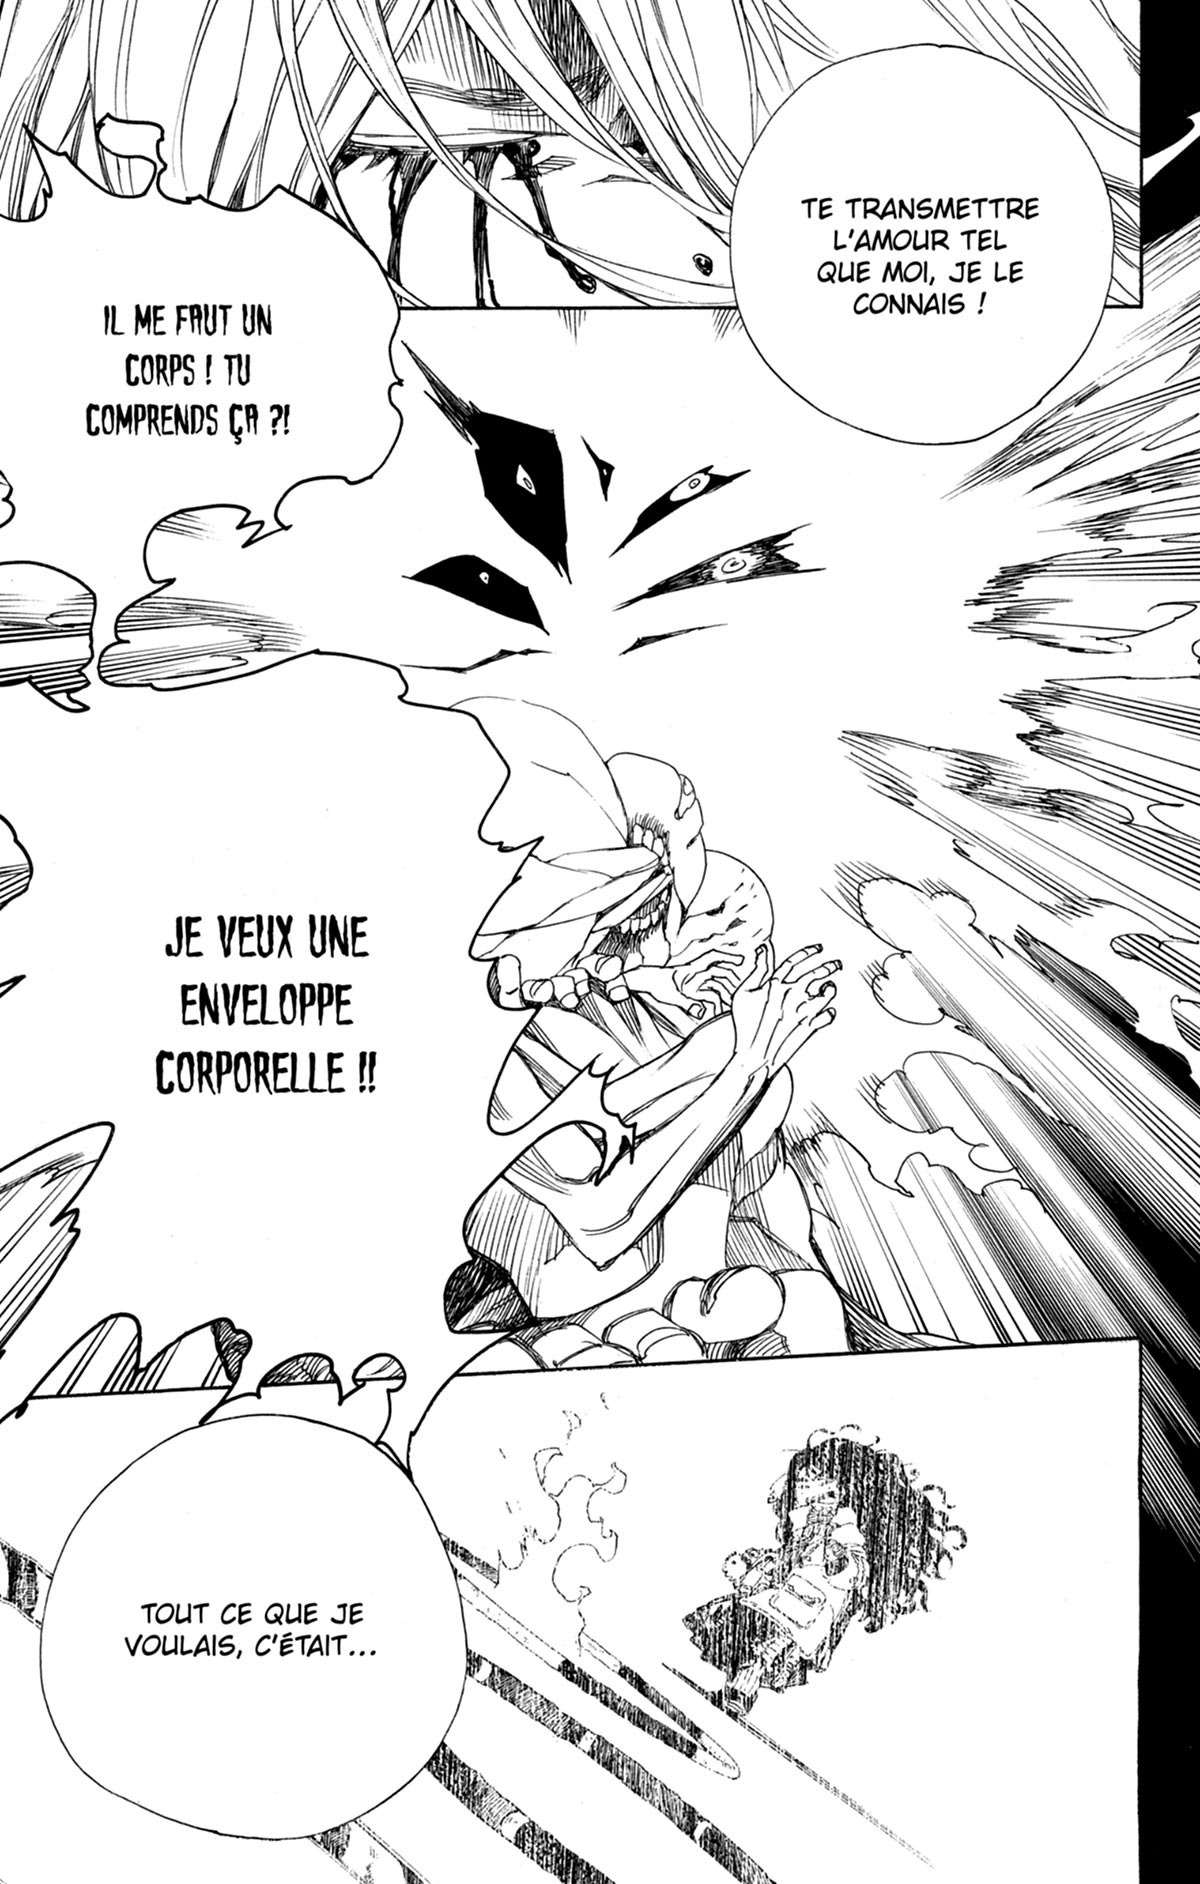 TE TRANSMETTRE
L'AMOUR TEL
QUE MOI, JE LE
CONNAIS !
IL ME FAUT UN
CORPS ! TU
COMPRENDS ÇA ?!
JE VEUX UNE
ENVELOPPE
CORPORELLE !!
TOUT CE QUE JE
VOULAIS, C'ÉTAIT...